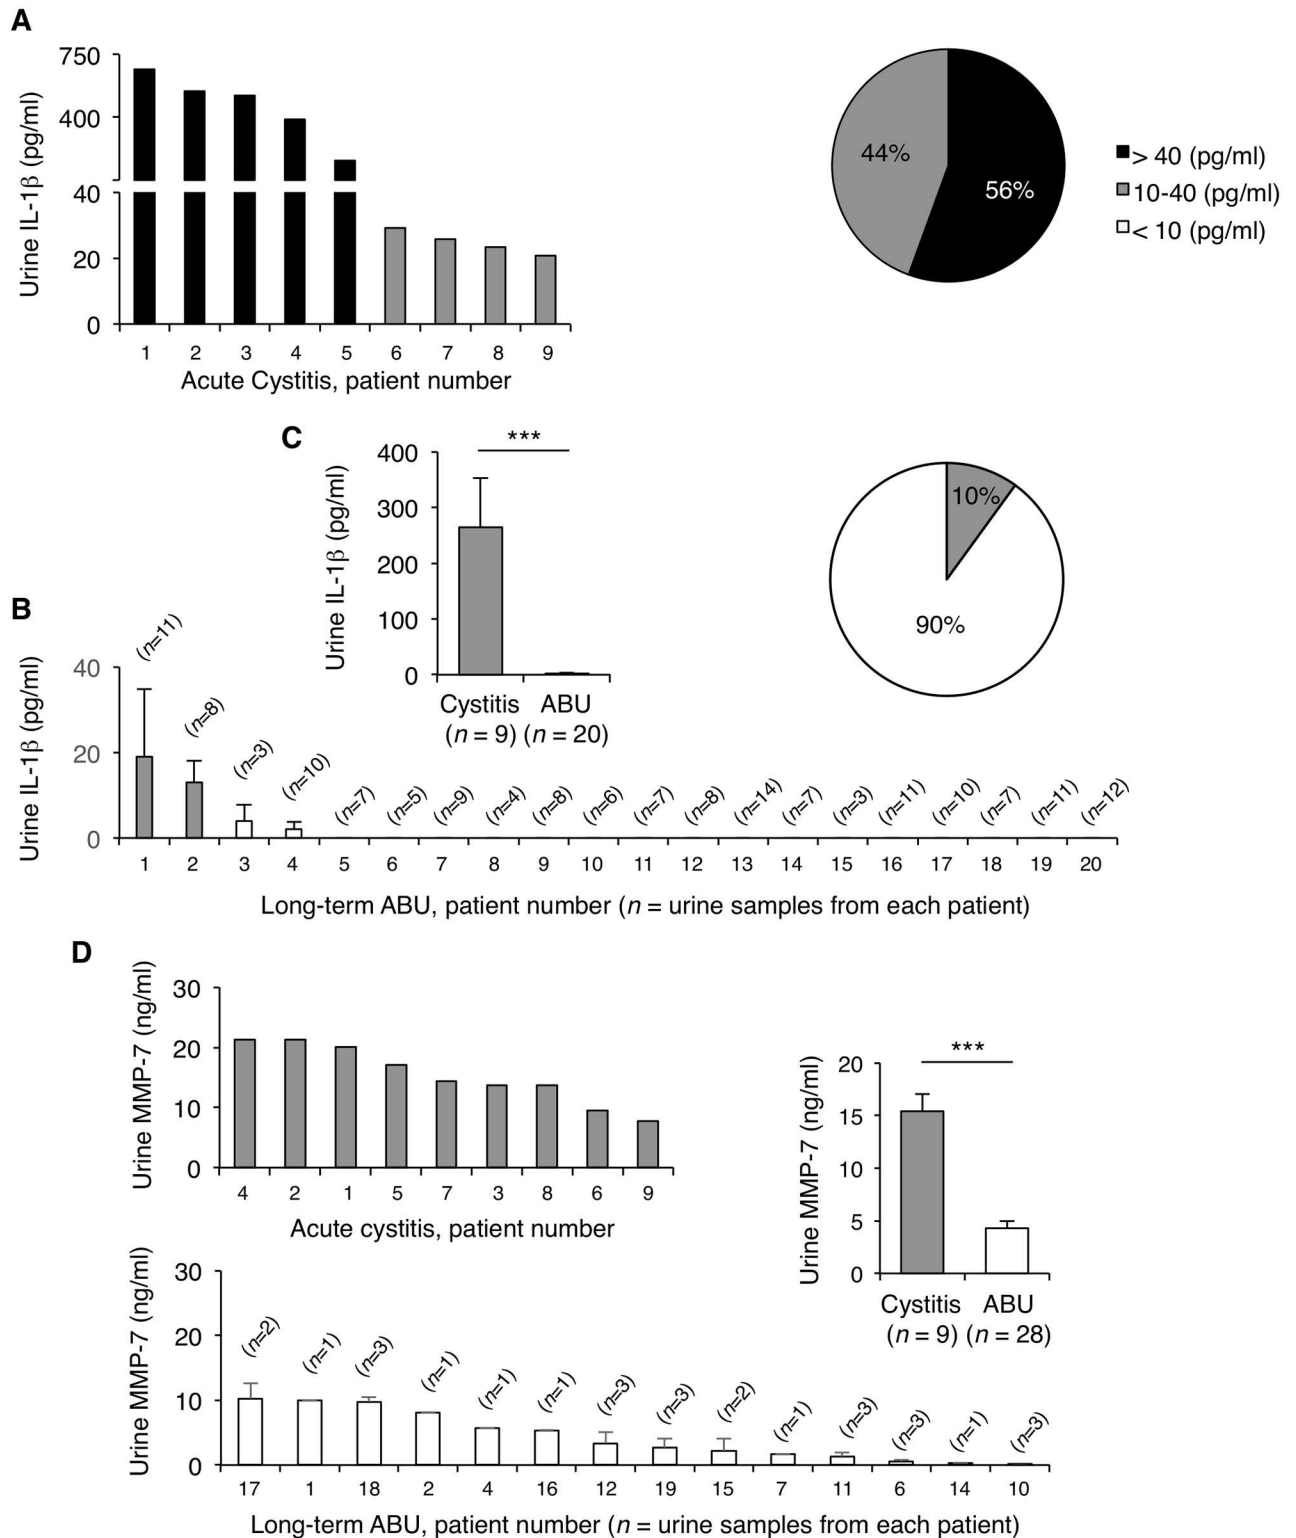 A
Urine IL-1β (pg/ml)
750
400
40
20
0
1 2 3 4 5 6 7 8 9
Acute Cystitis, patient number
44%
56%
> 40 (pg/ml)
10-40 (pg/ml)
< 10 (pg/ml)
C
***
Urine IL-1β (pg/ml)
400
300
200
100
0
Cystitis ABU
(n = 9) (n = 20)
10%
90%
B
Urine IL-1β (pg/ml)
40
20
0
(n=11) (n=8) (n=3) (n=10) (n=7) (n=5) (n=9) (n=4) (n=8) (n=6) (n=7) (n=8) (n=14) (n=7) (n=3) (n=11) (n=10) (n=7) (n=11) (n=12)
1 2 3 4 5 6 7 8 9 10 11 12 13 14 15 16 17 18 19 20
Long-term ABU, patient number (n = urine samples from each patient)
D
Urine MMP-7 (ng/ml)
30
20
10
0
4 2 1 5 7 3 8 6 9
Acute cystitis, patient number
***
Urine MMP-7 (ng/ml)
20
15
10
5
0
Cystitis ABU
(n = 9) (n = 28)
Urine MMP-7 (ng/ml)
30
20
10
0
(n=2) (n=1) (n=3) (n=1) (n=1) (n=1) (n=3) (n=3) (n=2) (n=1) (n=3) (n=3) (n=1) (n=3)
17 1 18 2 4 16 12 19 15 7 11 6 14 10
Long-term ABU, patient number (n = urine samples from each patient)